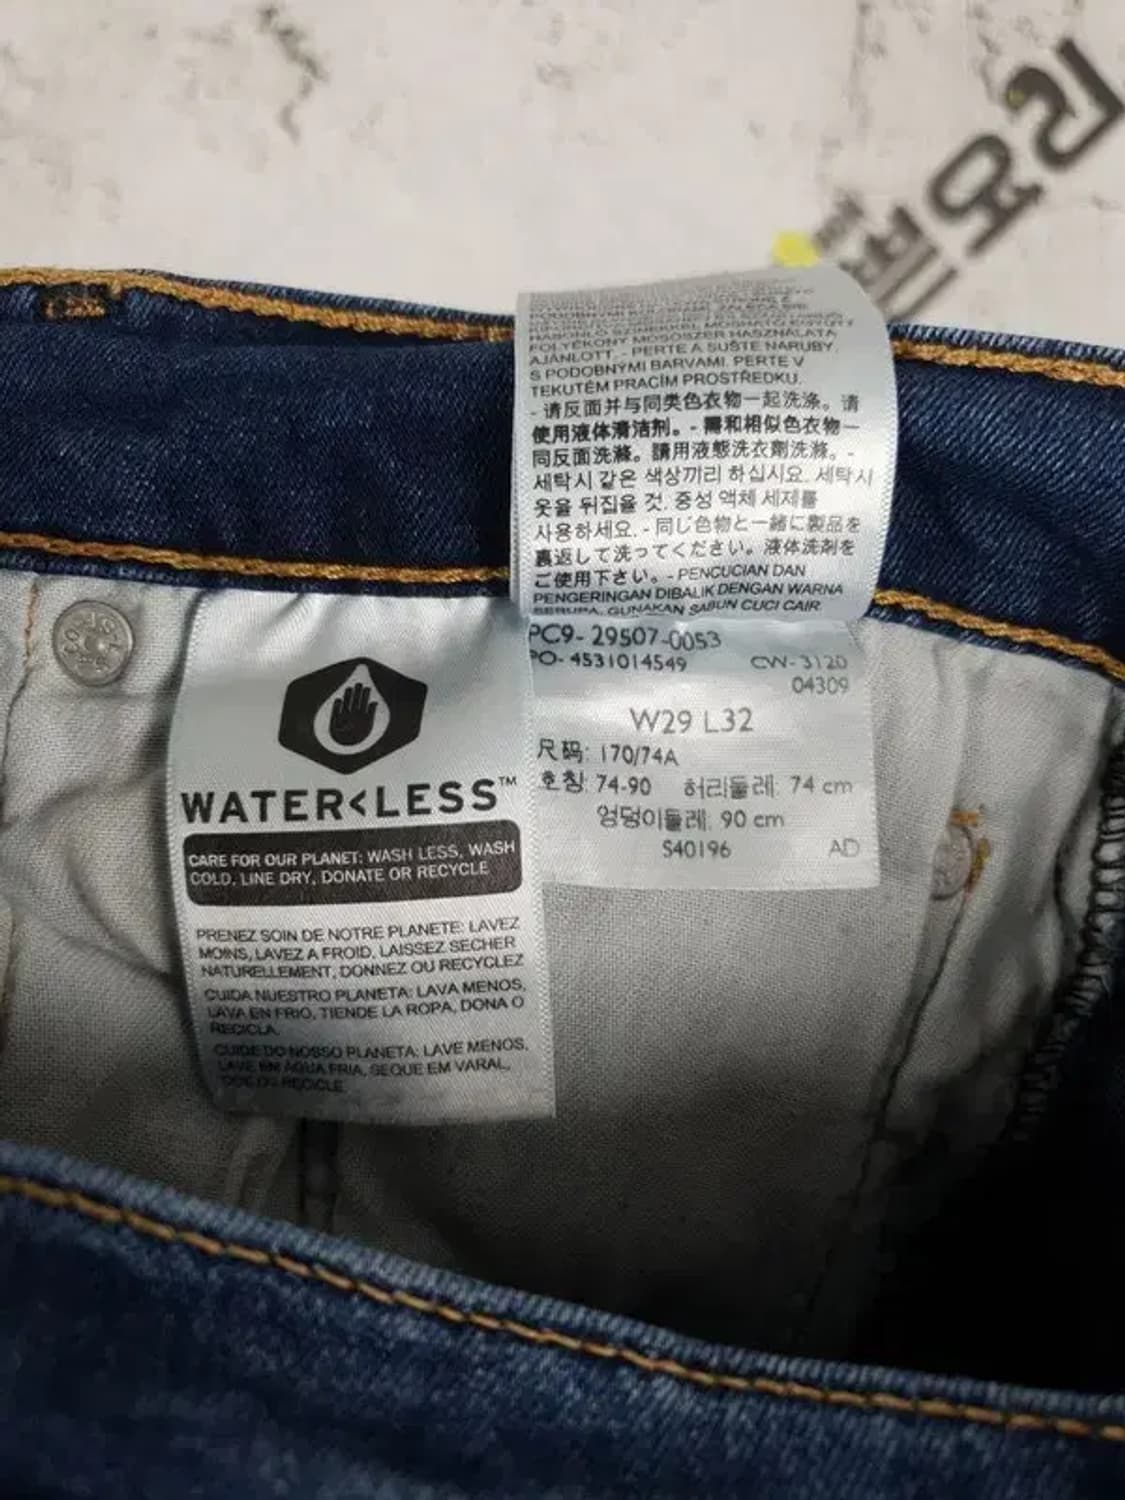 HASONLÓ SZÍNEKKEL MOSHATÓ EGYÜTT
FOLYÉKONY MOSÓSZER HASZNÁLATA
AJÁNLOTT. - PERTE A SUŠTE NARUBY.
S PODOBNÝMI BARVAMI. PERTE V
TEKUTÉM PRACÍM PROSTŘEDKU.
- 请反面并与同类色衣物一起洗涤。请
使用液体清洁剂。- 需和相似色衣物一
同反面洗滌。請用液態洗衣劑洗滌。-
세탁시 같은 색상끼리 하십시요. 세탁시
옷을 뒤집을 것. 중성 액체 세제를
사용하세요. - 同じ色物と一緒に製品を
裏返して洗ってください。液体洗剤を
ご使用下さい。- PENCUCIAN DAN
PENGERINGAN DIBALIK DENGAN WARNA
SERUPA. GUNAKAN SABUN CUCI CAIR.
PC9- 29507-0053
PO- 4531014549 CW- 3120
04309
W29 L32
尺码: 170/74A
호칭: 74-90 허리둘레: 74 cm
엉덩이둘레: 90 cm
S40196 AD
WATER<LESS™
CARE FOR OUR PLANET: WASH LESS, WASH
COLD, LINE DRY, DONATE OR RECYCLE
PRENEZ SOIN DE NOTRE PLANETE: LAVEZ
MOINS, LAVEZ A FROID, LAISSEZ SECHER
NATURELLEMENT, DONNEZ OU RECYCLEZ
CUIDA NUESTRO PLANETA: LAVA MENOS,
LAVA EN FRIO, TIENDE LA ROPA, DONA O
RECICLA.
CUIDE DO NOSSO PLANETA: LAVE MENOS,
LAVE EM AGUA FRIA, SEQUE EM VARAL,
DOE OU RECICLE.